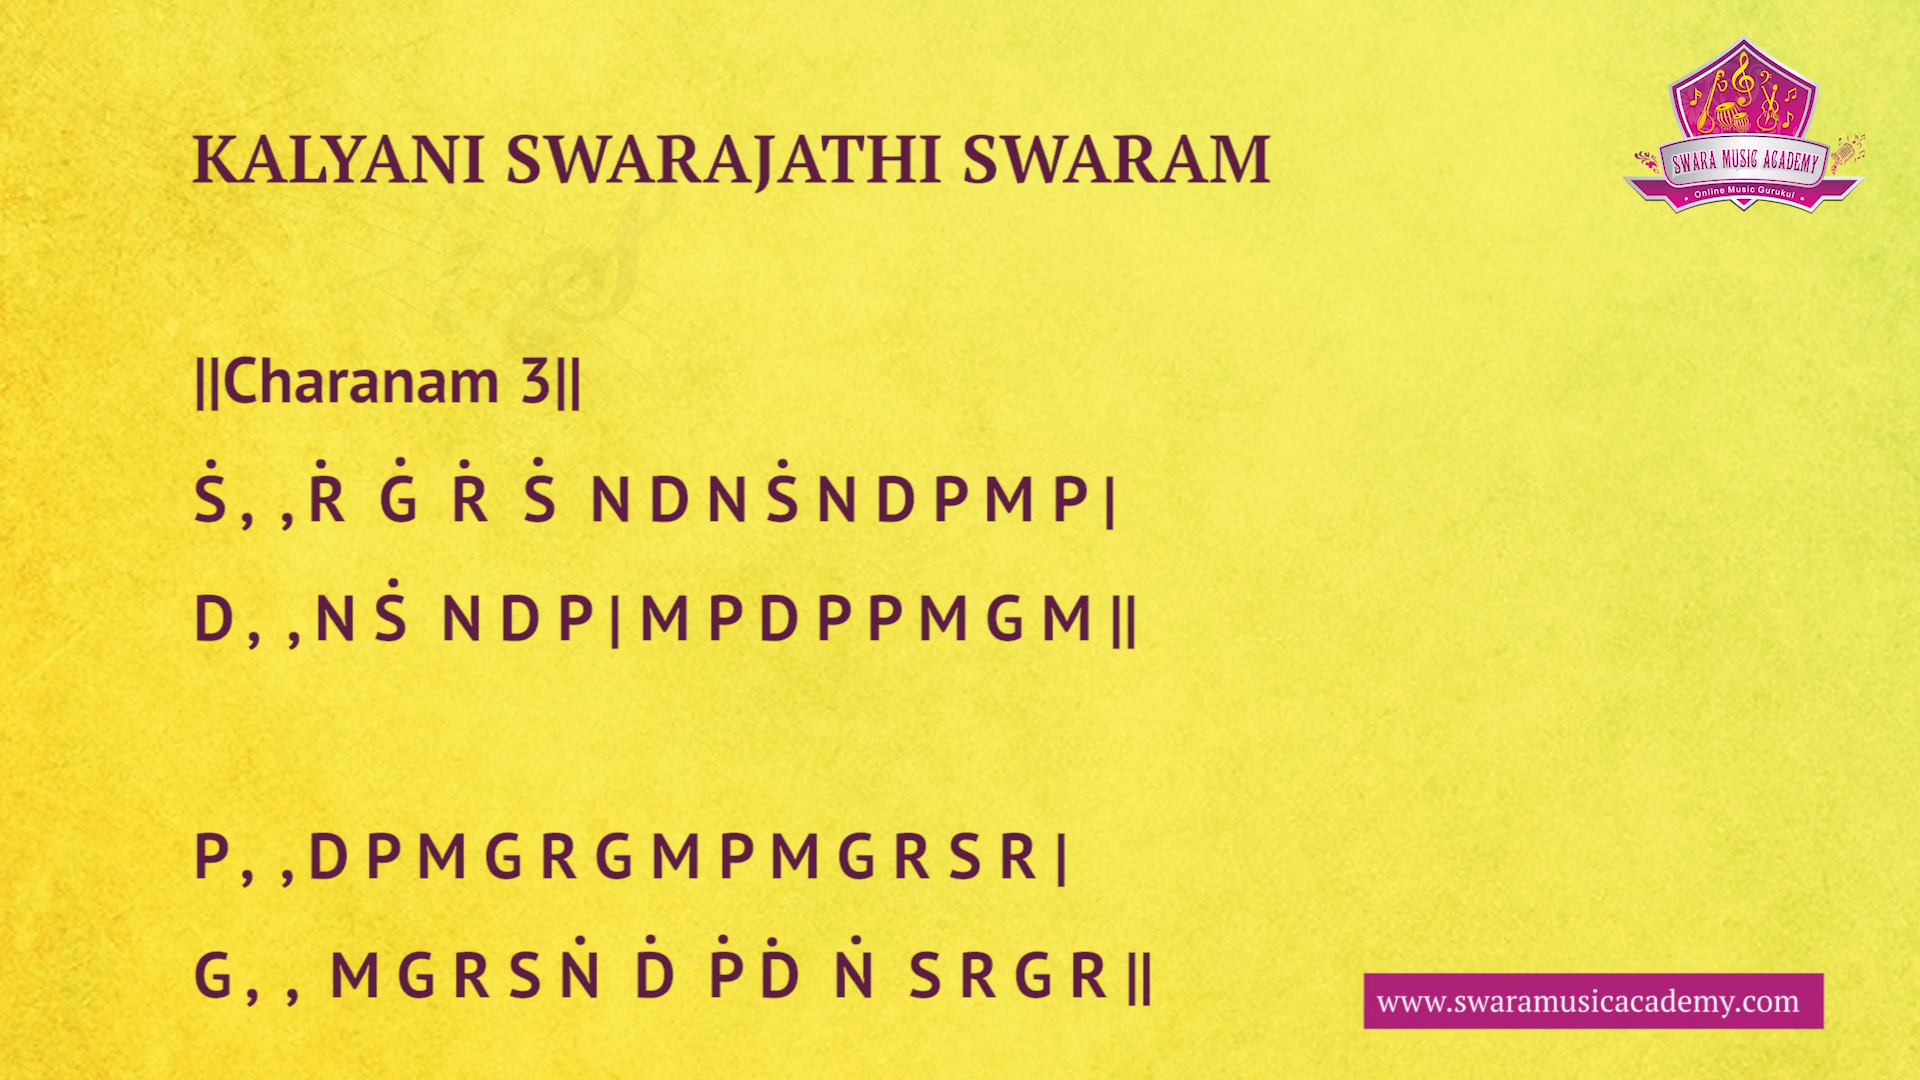 KALYANI SWARAJATHI SWARAM
SWARA MUSIC ACADEMY
Online Music Gurukul
||Charanam 3||
Ṡ , , Ṙ Ġ Ṙ Ṡ N D N Ṡ N D P M P |
D , , N Ṡ N D P | M P D P P M G M ||
P , , D P M G R G M P M G R S R |
G , , M G R S Ṅ Ḋ Ṗ Ḋ Ṅ S R G R ||
www.swaramusicacademy.com